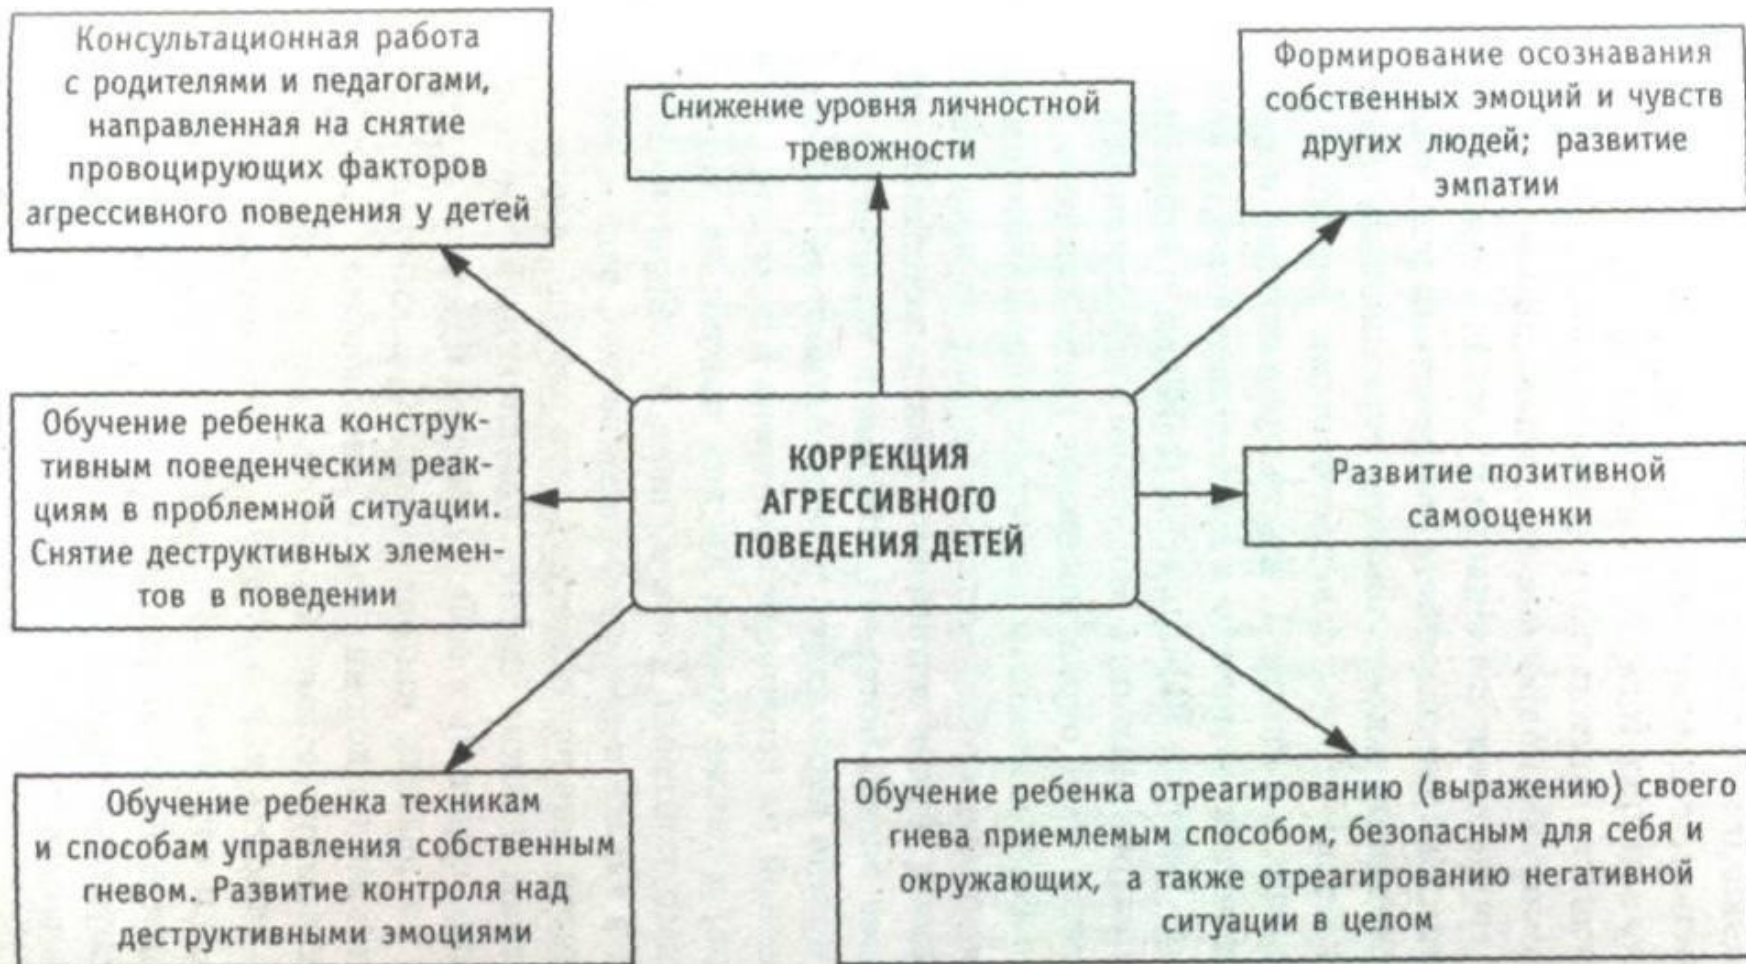 Консультационная работа
с родителями и педагогами,
направленная на снятие
провоцирующих факторов
агрессивного поведения у детей
Снижение уровня личностной
тревожности
Формирование осознавания
собственных эмоций и чувств
других людей; развитие
эмпатии
Обучение ребенка конструк-
тивным поведенческим реак-
циям в проблемной ситуации.
Снятие деструктивных элемен-
тов в поведении
КОРРЕКЦИЯ
АГРЕССИВНОГО
ПОВЕДЕНИЯ ДЕТЕЙ
Развитие позитивной
самооценки
Обучение ребенка техникам
и способам управления собственным
гневом. Развитие контроля над
деструктивными эмоциями
Обучение ребенка отреагированию (выражению) своего
гнева приемлемым способом, безопасным для себя и
окружающих, а также отреагированию негативной
ситуации в целом